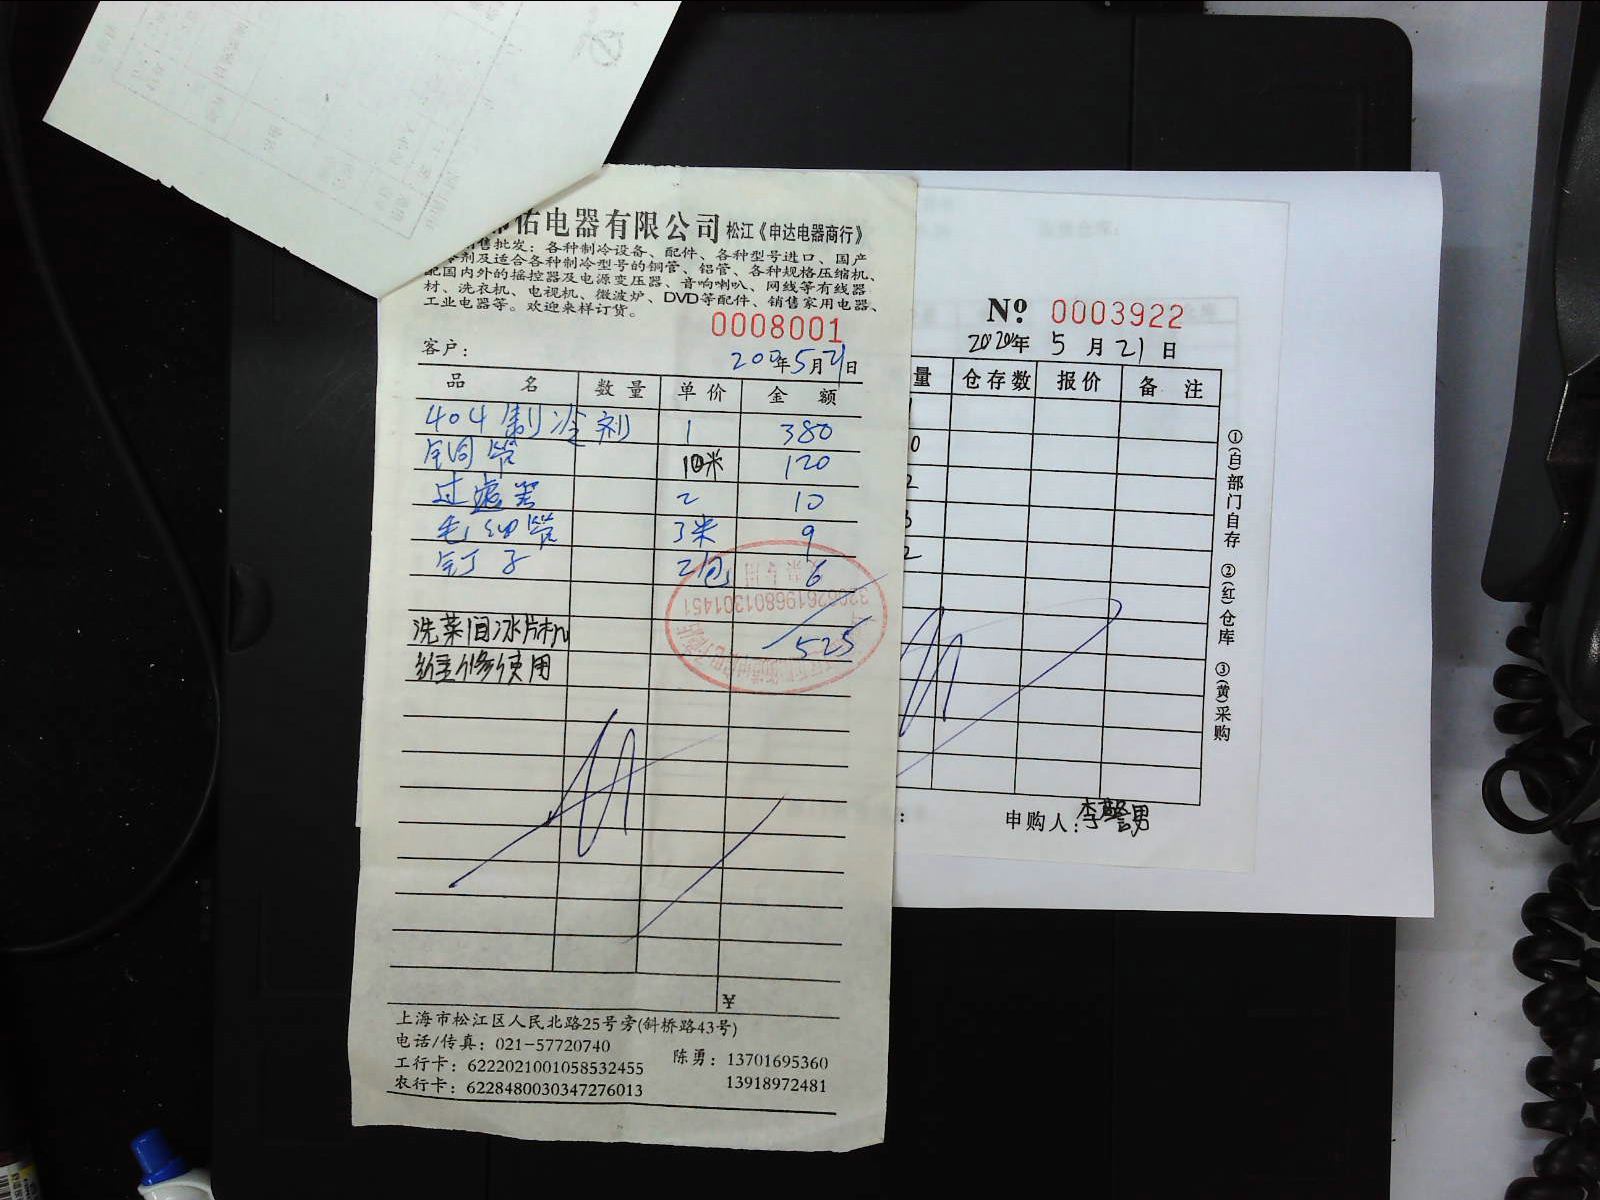 佑电器有限公司 松江《申达电器商行》
售批发：各种制冷设备、配件、各种型号进口、国产
剂及适合各种制冷型号的铜管、铝管、各种规格压缩机、
配国内外的摇控器及电源变压器、音响喇叭、网线等有线器
材、洗衣机、电视机、微波炉、DVD等配件、销售家用电器、
工业电器等。欢迎来样订货。
0008001
客户：
2020年5月21日
品 名 数量 单价 金 额
404制冷剂 1 380
铜管 10米 120
过滤器 2 10
毛细管 3米 9
钉子 2包 6
525
洗菜间冰片机
维修使用
320626196801301451
¥
上海市松江区人民北路25号旁(斜桥路43号)
电话/传真：021-57720740
陈勇：13701695360
工行卡：6222021001058532455
13918972481
农行卡：6228480030347276013
№ 0003922
2020年 5 月 21 日
量 仓存数 报价 备 注
0
2
3
2
①(白)部门自存 ②(红)仓库 ③(黄)采购
申购人：李馨男